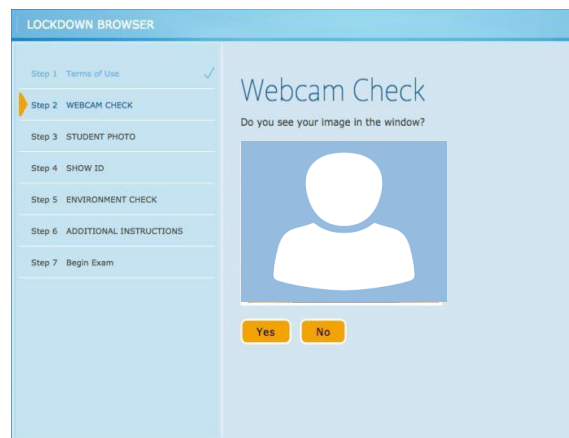 LOCKDOWN BROWSER
Step 1 Terms of Use
Step 2 WEBCAM CHECK
Step 3 STUDENT PHOTO
Step 4 SHOW ID
Step 5 ENVIRONMENT CHECK
Step 6 ADDITIONAL INSTRUCTIONS
Step 7 Begin Exam
Webcam Check
Do you see your image in the window?
Yes No